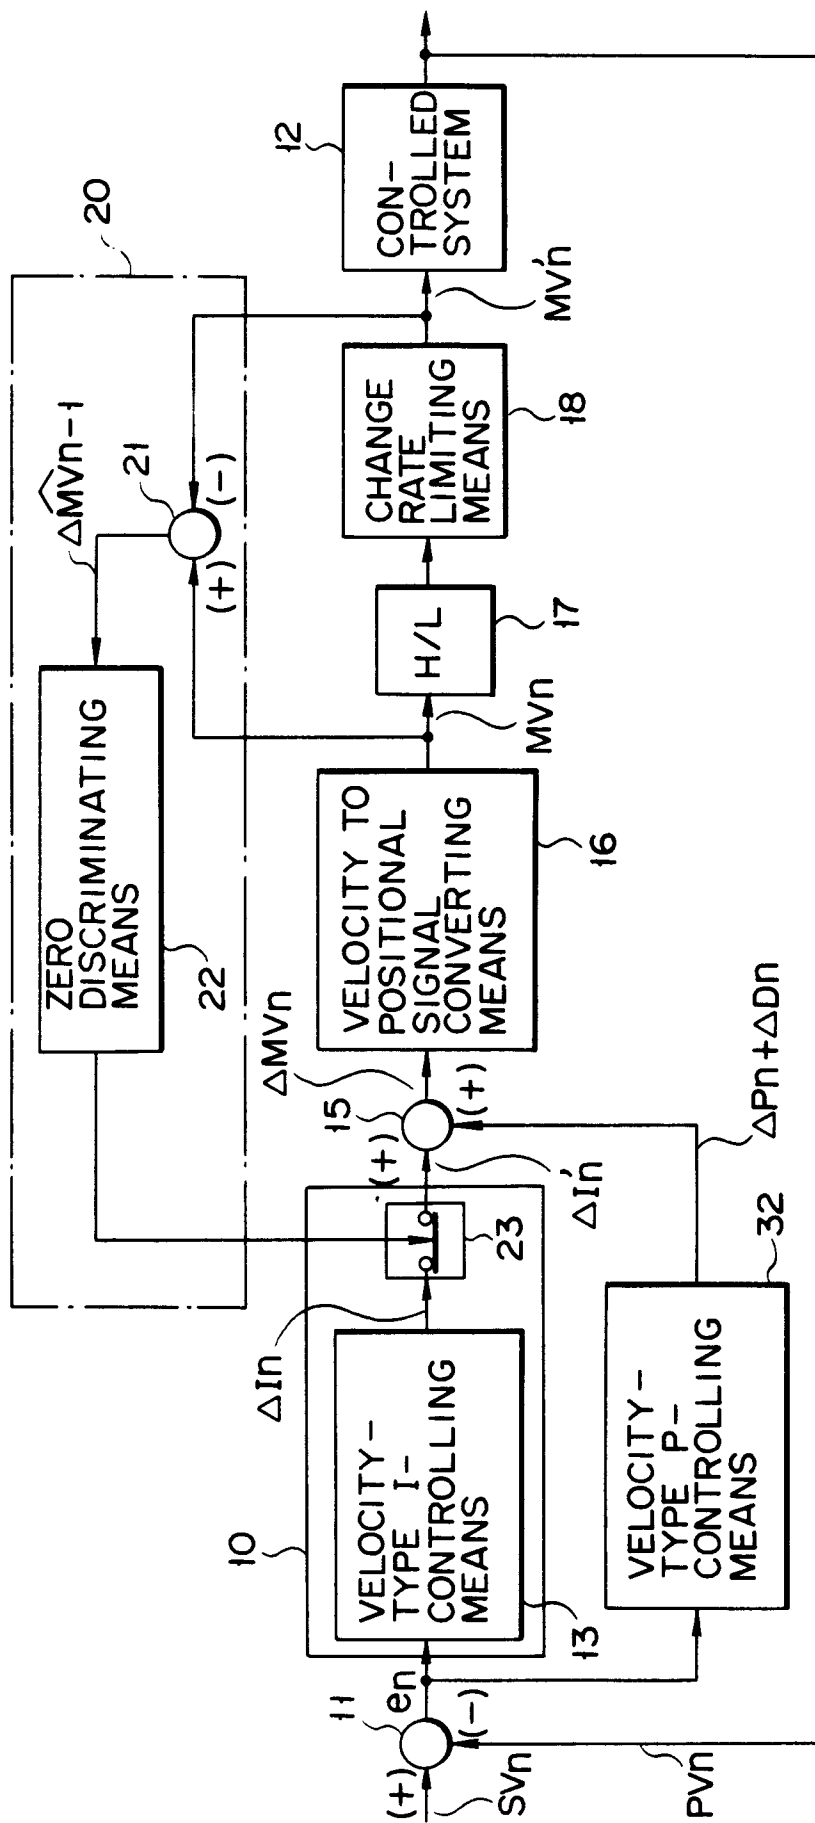 20
ΔM̂Vn-1
21
(+)
(-)
ZERO
DISCRIMINATING
MEANS
22
SVn
(+)
11
(-)
en
10
VELOCITY-
TYPE I-
CONTROLLING
MEANS
13
ΔIn
23
(+)
ΔI'n
15
(+)
ΔMVn
VELOCITY TO
POSITIONAL
SIGNAL
CONVERTING
MEANS
16
MVn
H/L
17
CHANGE
RATE
LIMITING
MEANS
18
MV'n
12
CON-
TROLLED
SYSTEM
PVn
VELOCITY-
TYPE P-
CONTROLLING
MEANS
32
ΔPn+ΔDn